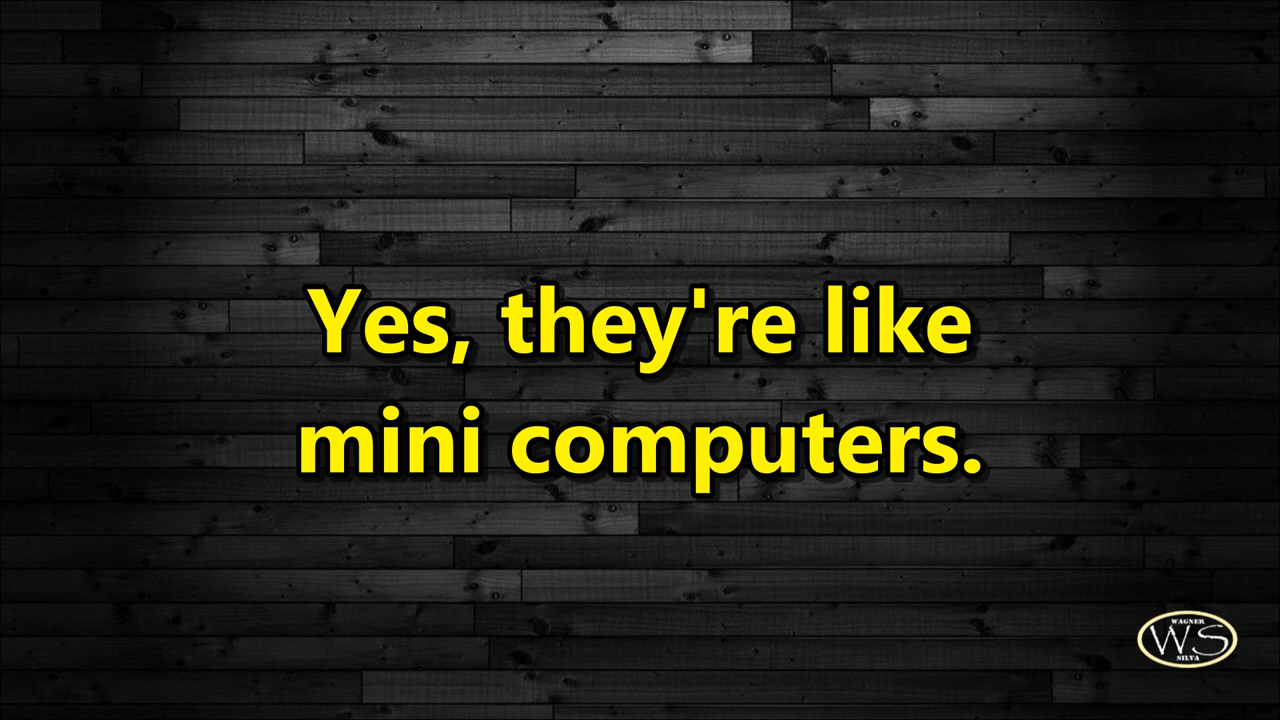 Yes, they're like
mini computers.
WAGNER
WS
SILVA